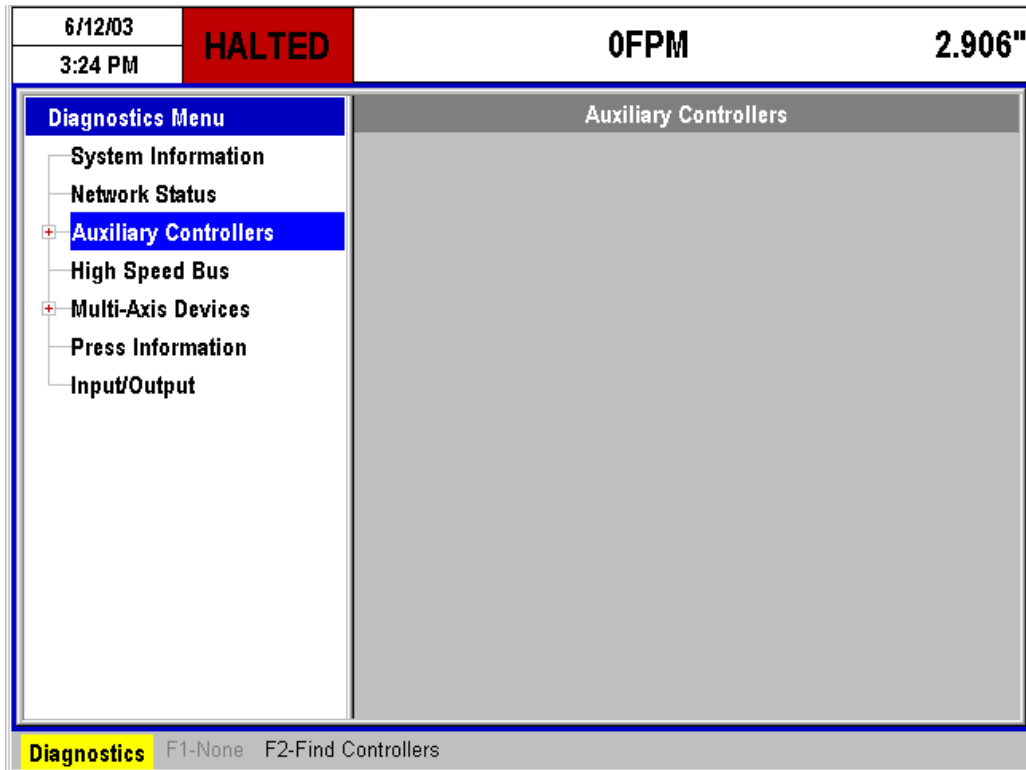 6/12/03
3:24 PM
HALTED
0FPM
2.906"
Diagnostics Menu
Auxiliary Controllers
System Information
Network Status
Auxiliary Controllers
High Speed Bus
Multi-Axis Devices
Press Information
Input/Output
Diagnostics F1-None F2-Find Controllers